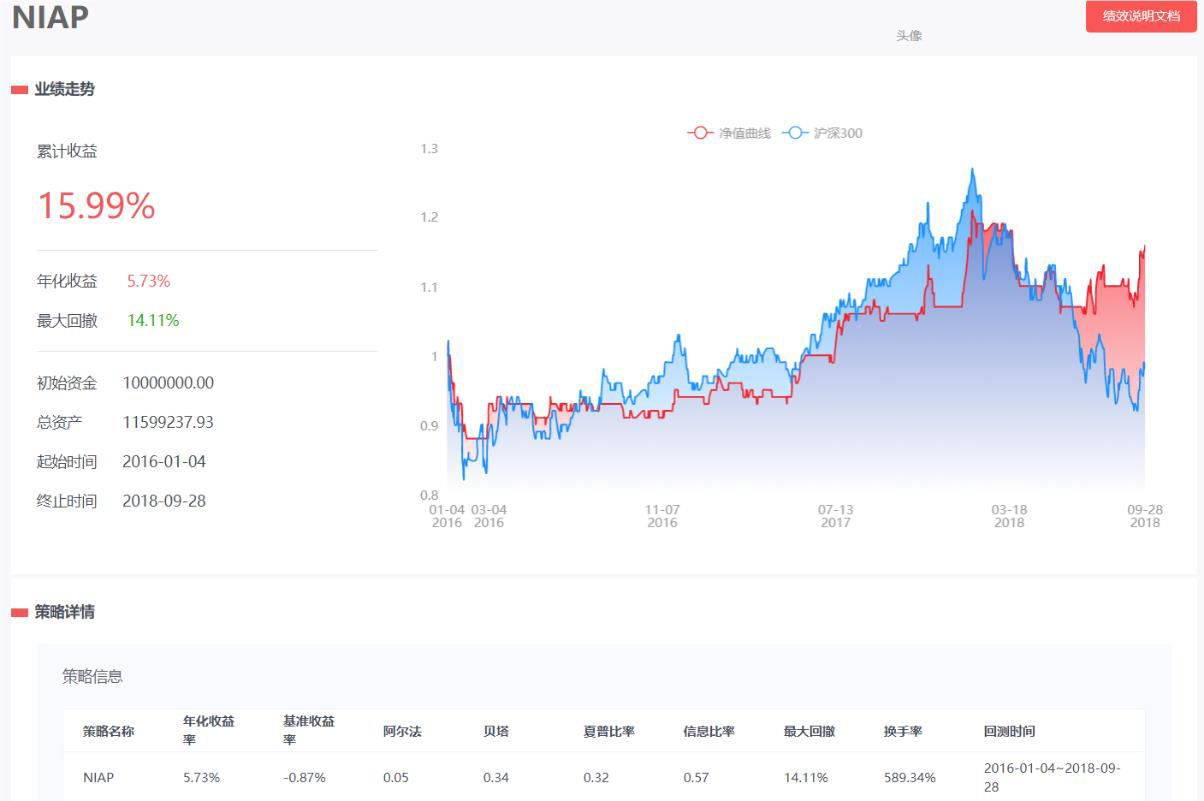 NIAP
绩效说明文档
头像
业绩走势
累计收益
15.99%
年化收益 5.73%
最大回撤 14.11%
初始资金 10000000.00
总资产 11599237.93
起始时间 2016-01-04
终止时间 2018-09-28
净值曲线 沪深300
1.3
1.2
1.1
1
0.9
0.8
01-04 03-04 11-07 07-13 03-18 09-28
2016 2016 2016 2017 2018 2018
策略详情
策略信息
策略名称 年化收益率 基准收益率 阿尔法 贝塔 夏普比率 信息比率 最大回撤 换手率 回测时间
NIAP 5.73% -0.87% 0.05 0.34 0.32 0.57 14.11% 589.34% 2016-01-04~2018-09-28